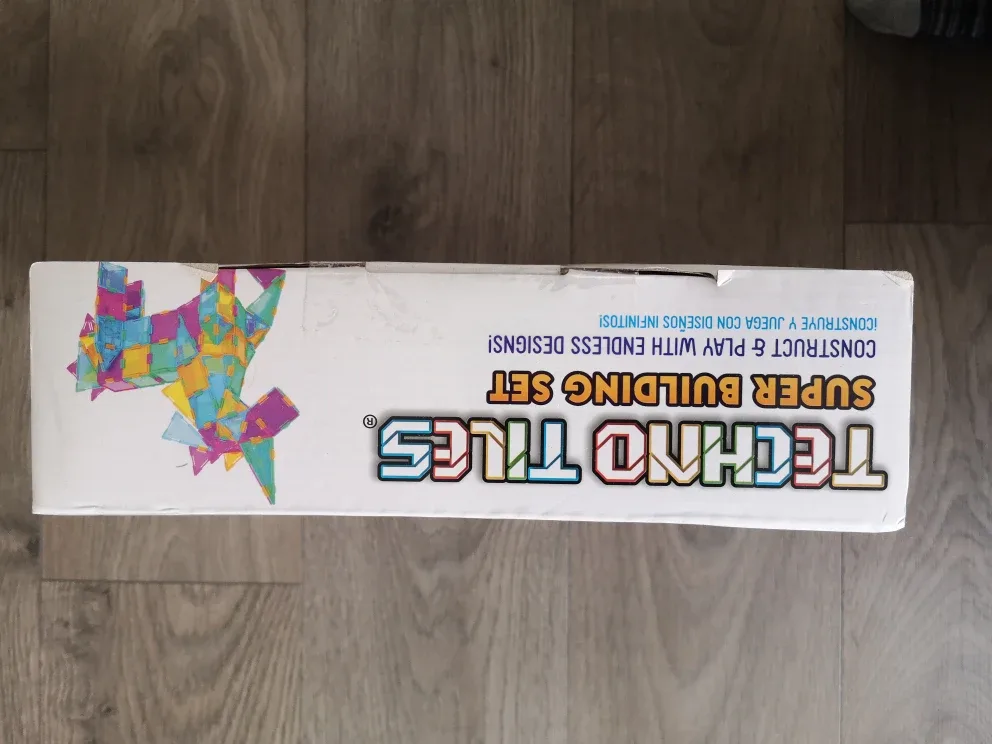 TECHNO TILES®
SUPER BUILDING SET
CONSTRUCT & PLAY WITH ENDLESS DESIGNS!
¡CONSTRUYE Y JUEGA CON DISEÑOS INFINITOS!